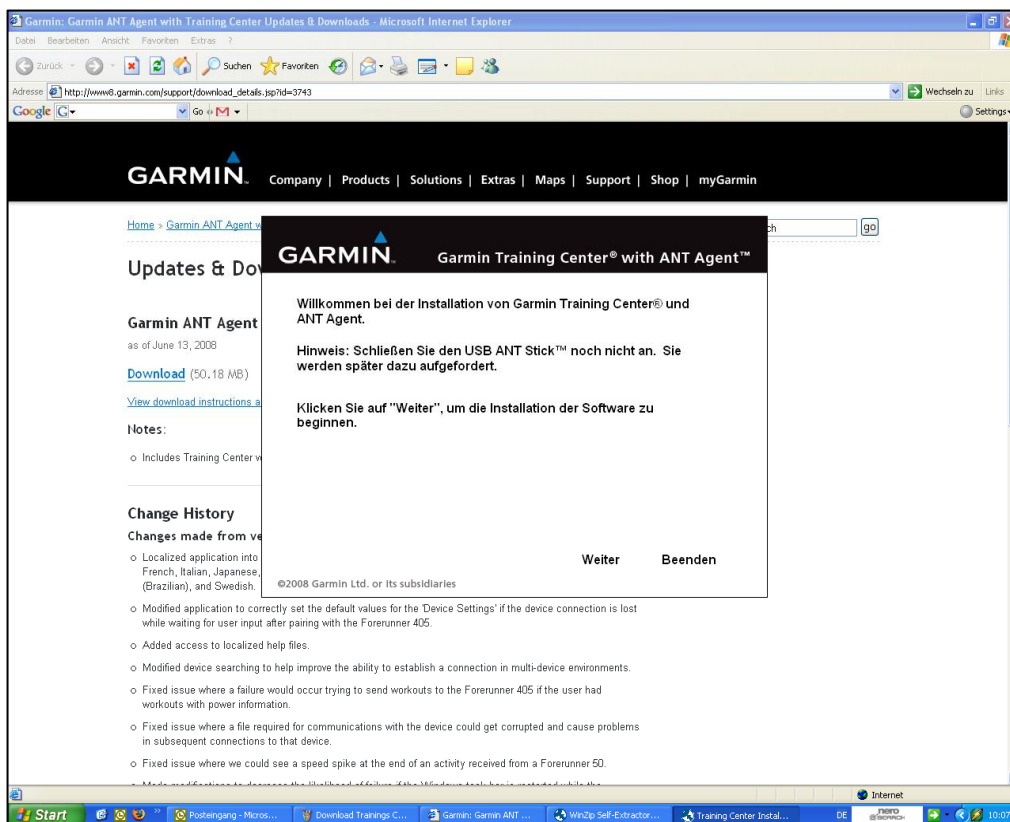 Garmin: Garmin ANT Agent with Training Center Updates & Downloads - Microsoft Internet Explorer
Datei Bearbeiten Ansicht Favoriten Extras ?
Zurück Suchen Favoriten
Adresse http://www8.garmin.com/support/download_details.jsp?id=3743 Wechseln zu Links
Google G Go Settings
GARMIN Company | Products | Solutions | Extras | Maps | Support | Shop | myGarmin
Home » Garmin ANT Agent go
Updates &
Garmin ANT Agent
as of June 13, 2008
Download (50.18 MB)
View download instructions
Notes:
Includes Training Center
Change History
Changes made from
Localized application into
French, Italian, Japanese,
(Brazilian), and Swedish.
GARMIN Garmin Training Center® with ANT Agent™
Willkommen bei der Installation von Garmin Training Center® und
ANT Agent.
Hinweis: Schließen Sie den USB ANT Stick™ noch nicht an. Sie
werden später dazu aufgefordert.
Klicken Sie auf "Weiter", um die Installation der Software zu
beginnen.
Weiter Beenden
©2008 Garmin Ltd. or its subsidiaries
Modified application to correctly set the default values for the 'Device Settings' if the device connection is lost
while waiting for user input after pairing with the Forerunner 405.
Added access to localized help files.
Modified device searching to help improve the ability to establish a connection in multi-device environments.
Fixed issue where a failure would occur trying to send workouts to the Forerunner 405 if the user had
workouts with power information.
Fixed issue where a file required for communications with the device could get corrupted and cause problems
in subsequent connections to that device.
Fixed issue where we could see a speed spike at the end of an activity received from a Forerunner 50.
Internet
Start Posteingang - Micros... Download Trainings C... Garmin: Garmin ANT ... WinZip Self-Extractor... Training Center Instal... DE nero SEARCH 10:07